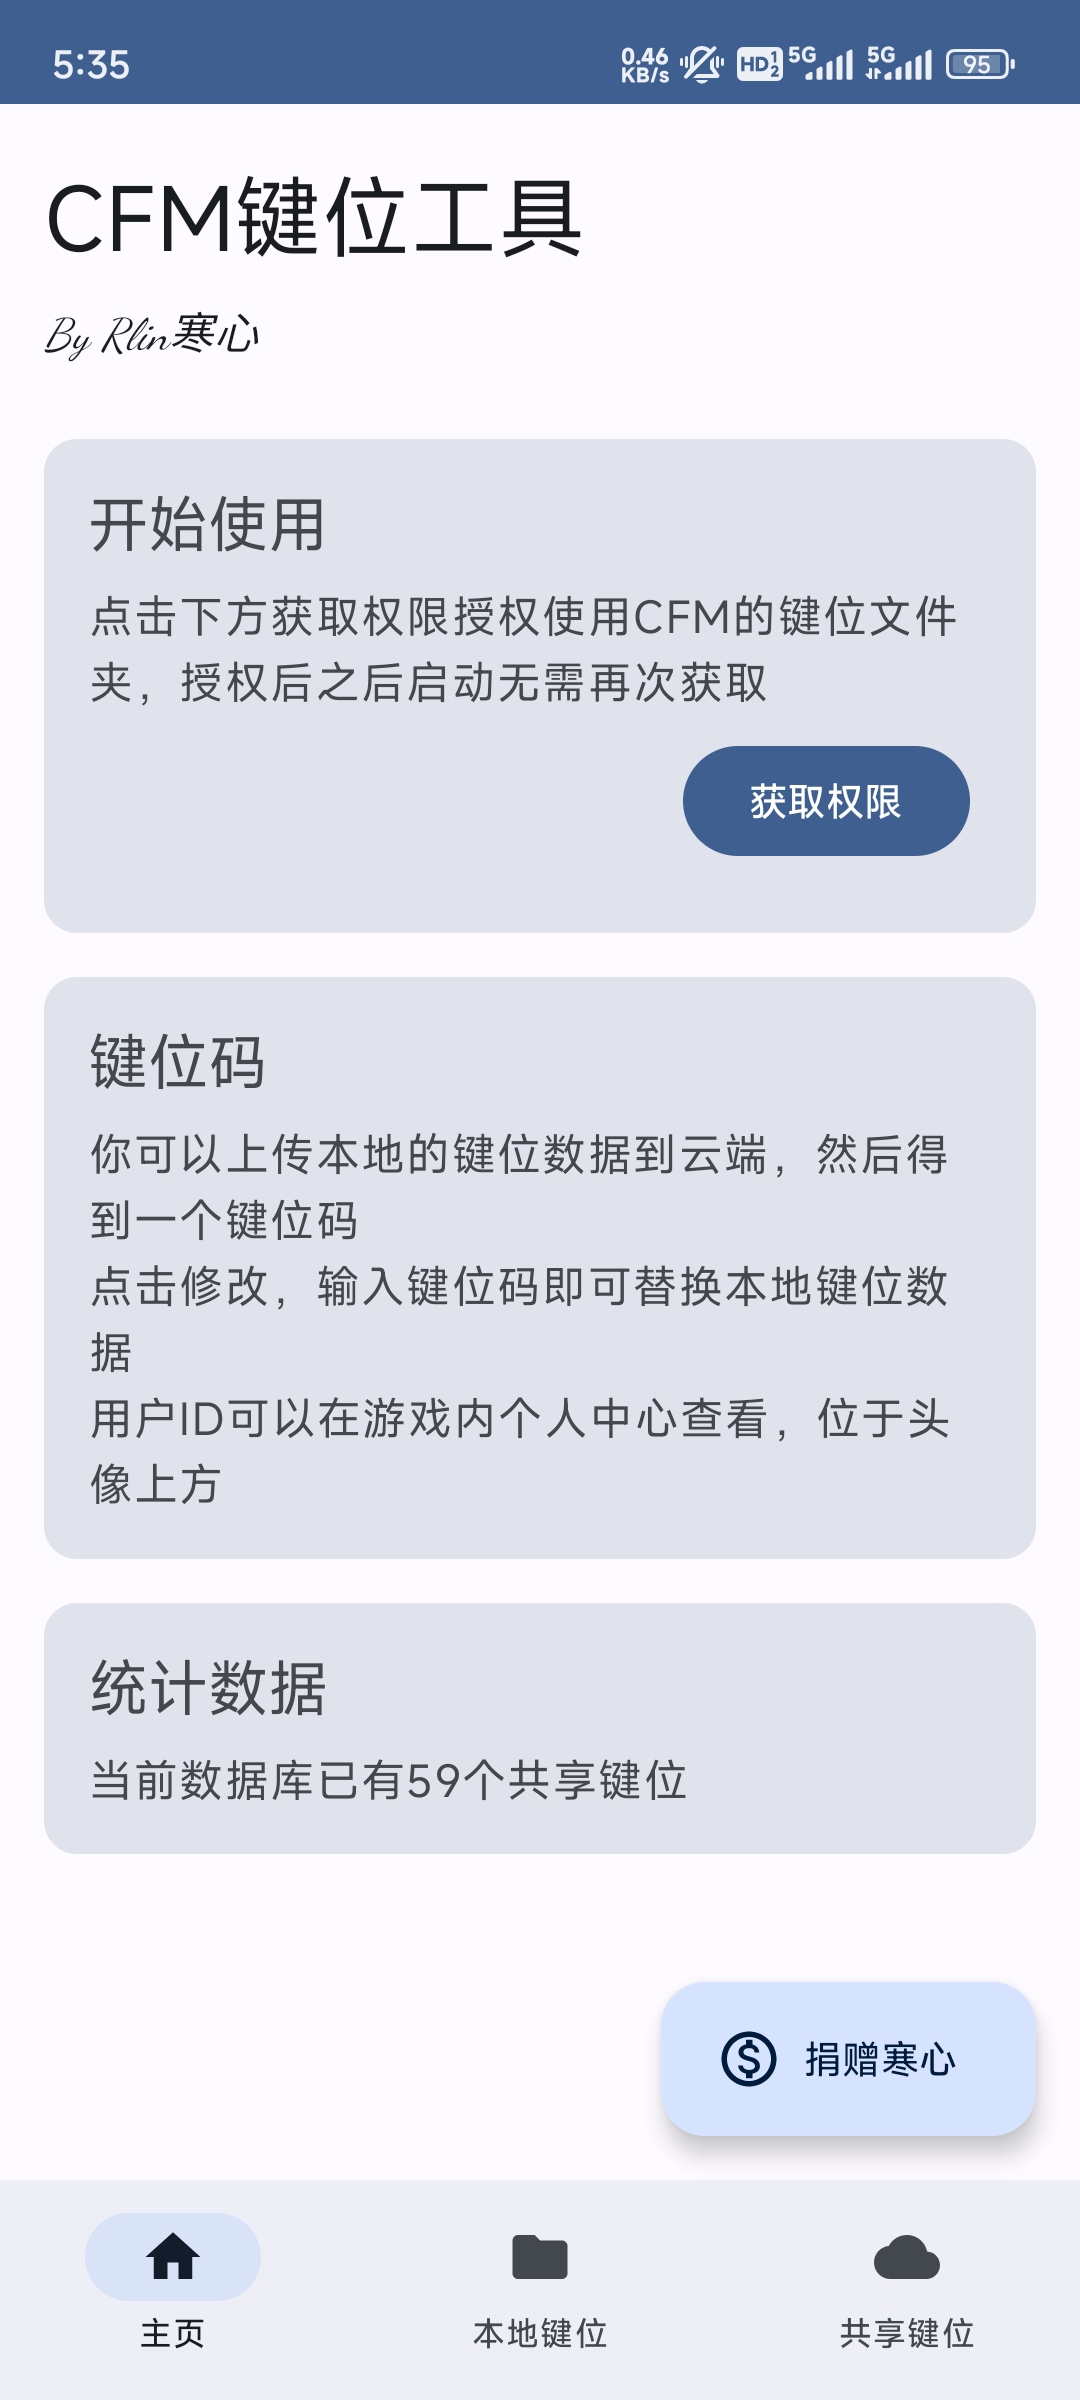 5:35
0.46
KB/s
HD 1 2
5G
5G
95
CFM键位工具
By Rlin寒心
开始使用
点击下方获取权限授权使用CFM的键位文件
夹，授权后之后启动无需再次获取
获取权限
键位码
你可以上传本地的键位数据到云端，然后得
到一个键位码
点击修改，输入键位码即可替换本地键位数
据
用户ID可以在游戏内个人中心查看，位于头
像上方
统计数据
当前数据库已有59个共享键位
捐赠寒心
主页
本地键位
共享键位